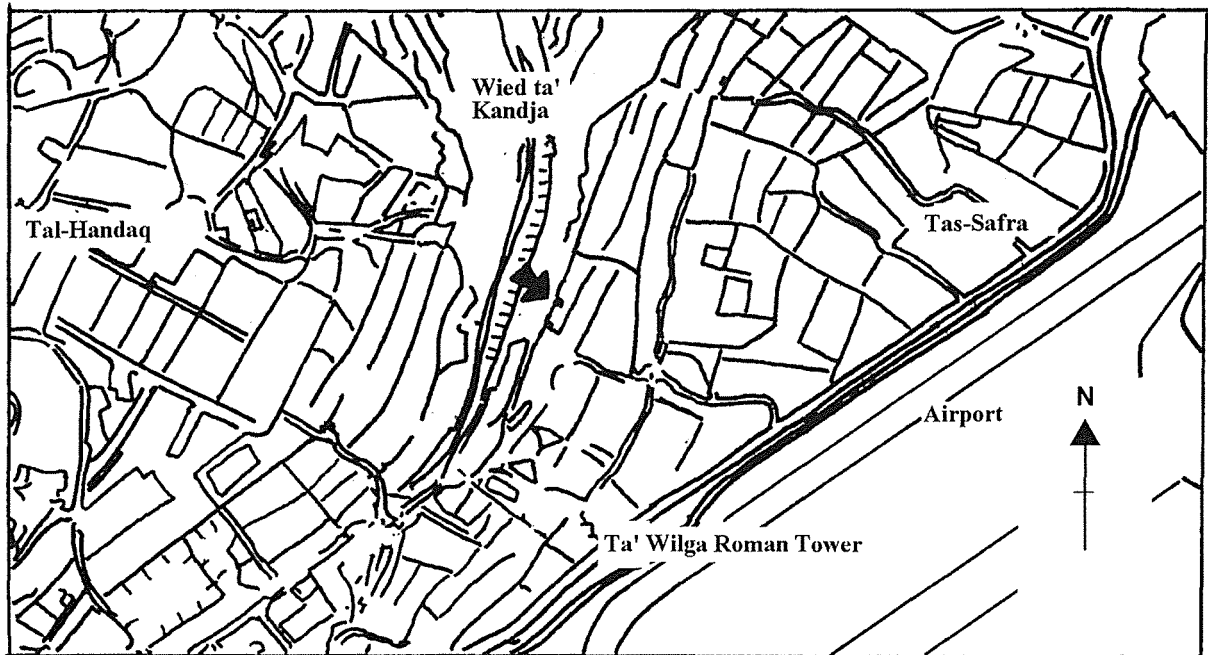 Wied ta'
Kandja
Tal-Handaq
Tas-Safra
Airport
N
Ta' Wilga Roman Tower